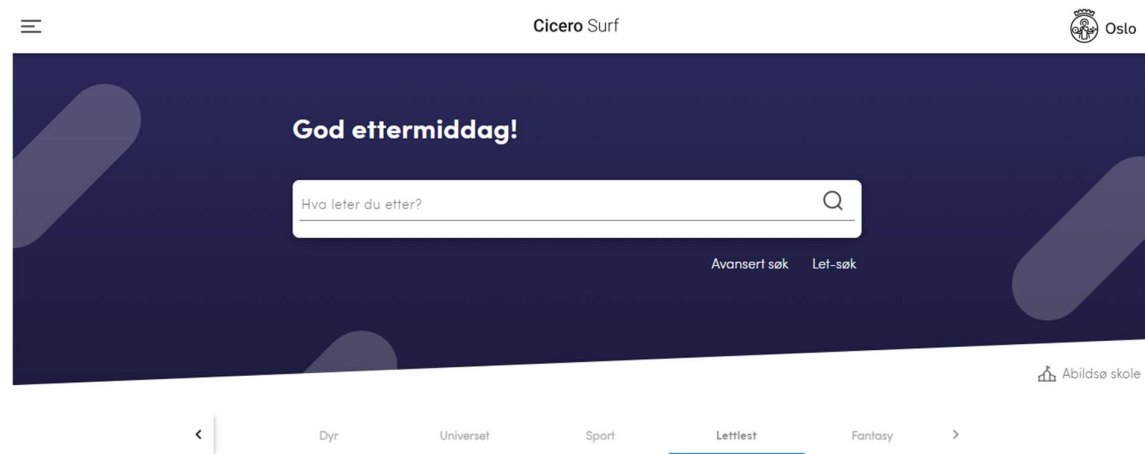 Cicero Surf
Oslo
God ettermiddag!
Hva leter du etter?
Avansert søk Let-søk
Abildsø skole
Dyr Universet Sport Lettlest Fantasy